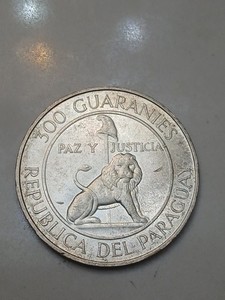 300 GUARANIES
PAZ Y JUSTICIA
REPUBLICA DEL PARAGUAY